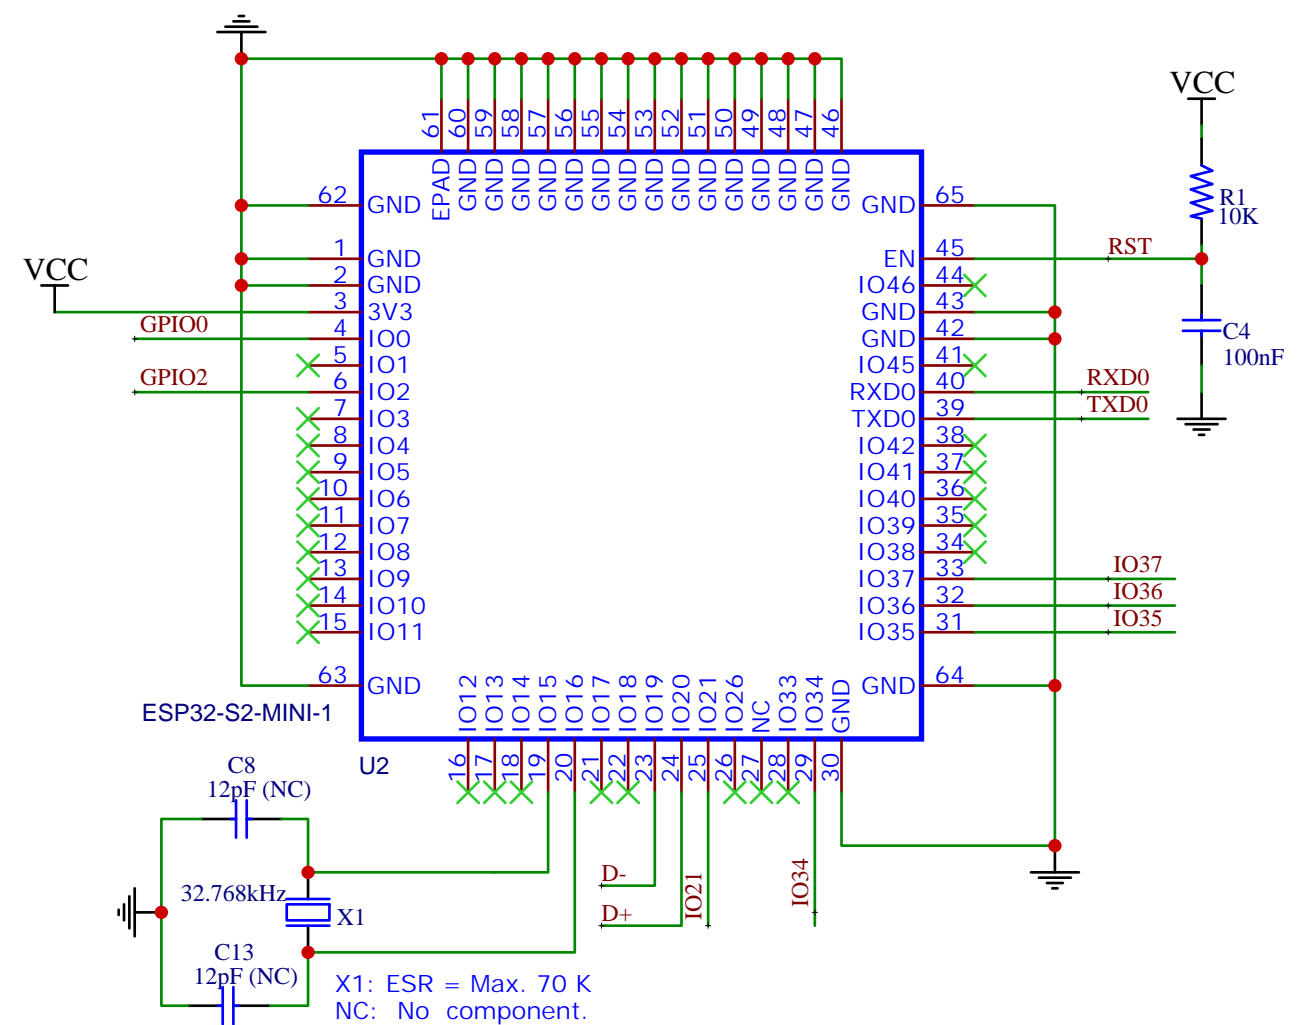 61 60 59 58 57 56 55 54 53 52 51 50 49 48 47 46
EPAD GND GND GND GND GND GND GND GND GND GND GND GND GND GND GND
VCC
R1
10K
RST
C4
100nF
VCC
GPIO0
GPIO2
62 GND
1 GND
2 GND
3 3V3
4 IO0
5 IO1
6 IO2
7 IO3
8 IO4
9 IO5
10 IO6
11 IO7
12 IO8
13 IO9
14 IO10
15 IO11
63 GND
GND 65
EN 45
IO46 44
GND 43
GND 42
IO45 41
RXD0 40 RXD0
TXD0 39 TXD0
IO42 38
IO41 37
IO40 36
IO39 35
IO38 34
IO37 33 IO37
IO36 32 IO36
IO35 31 IO35
GND 64
IO12 IO13 IO14 IO15 IO16 IO17 IO18 IO19 IO20 IO21 IO26 NC IO33 IO34 GND
16 17 18 19 20 21 22 23 24 25 26 27 28 29 30
ESP32-S2-MINI-1
U2
C8
12pF (NC)
32.768kHz
X1
C13
12pF (NC)
D-
D+
IO21
IO34
X1: ESR = Max. 70 K
NC: No component.